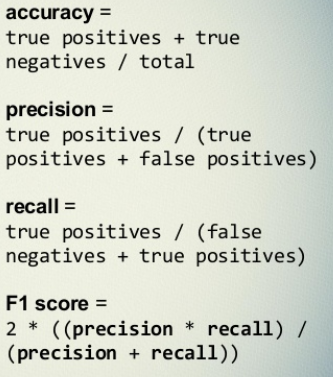 accuracy =
true positives + true
negatives / total
precision =
true positives / (true
positives + false positives)
recall =
true positives / (false
negatives + true positives)
F1 score =
2 * ((precision * recall) /
(precision + recall))